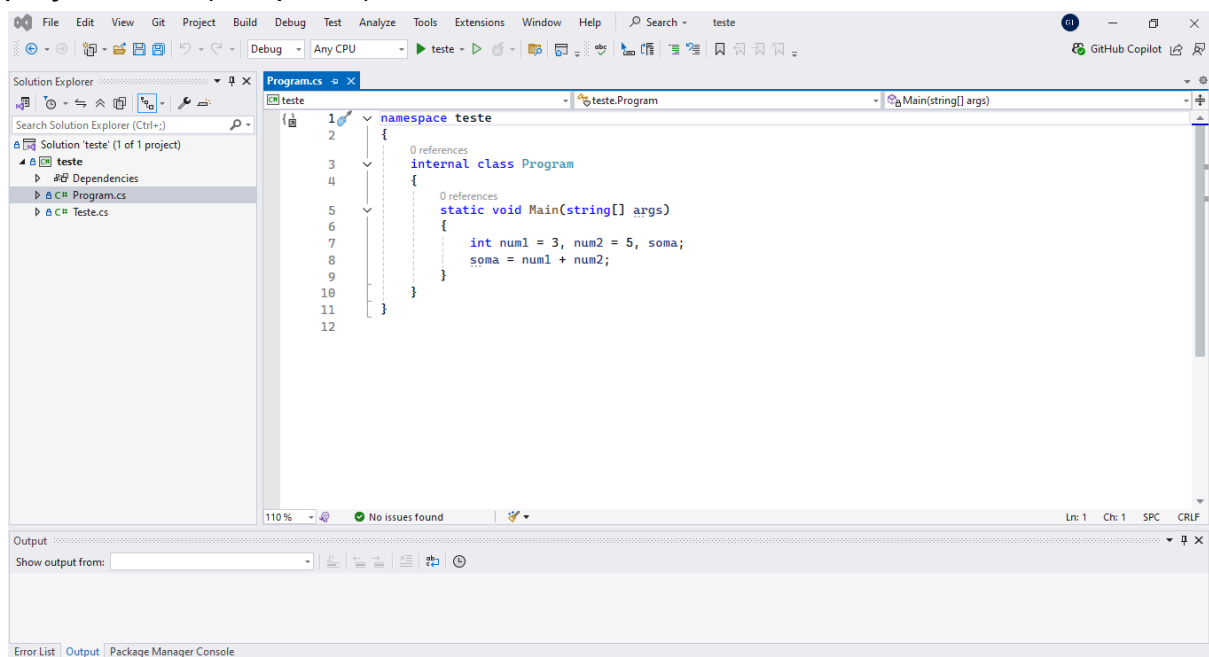 File Edit View Git Project Build Debug Test Analyze Tools Extensions Window Help Search teste GI
Debug Any CPU teste abc GitHub Copilot
Solution Explorer
Search Solution Explorer (Ctrl+;)
Solution 'teste' (1 of 1 project)
C# teste
Dependencies
C# Program.cs
C# Teste.cs
Program.cs
C# teste teste.Program Main(string[] args)
1 namespace teste
2 {
0 references
3 internal class Program
4 {
0 references
5 static void Main(string[] args)
6 {
7 int num1 = 3, num2 = 5, soma;
8 soma = num1 + num2;
9 }
10 }
11 }
12
110 % No issues found Ln: 1 Ch: 1 SPC CRLF
Output
Show output from:
Error List Output Package Manager Console